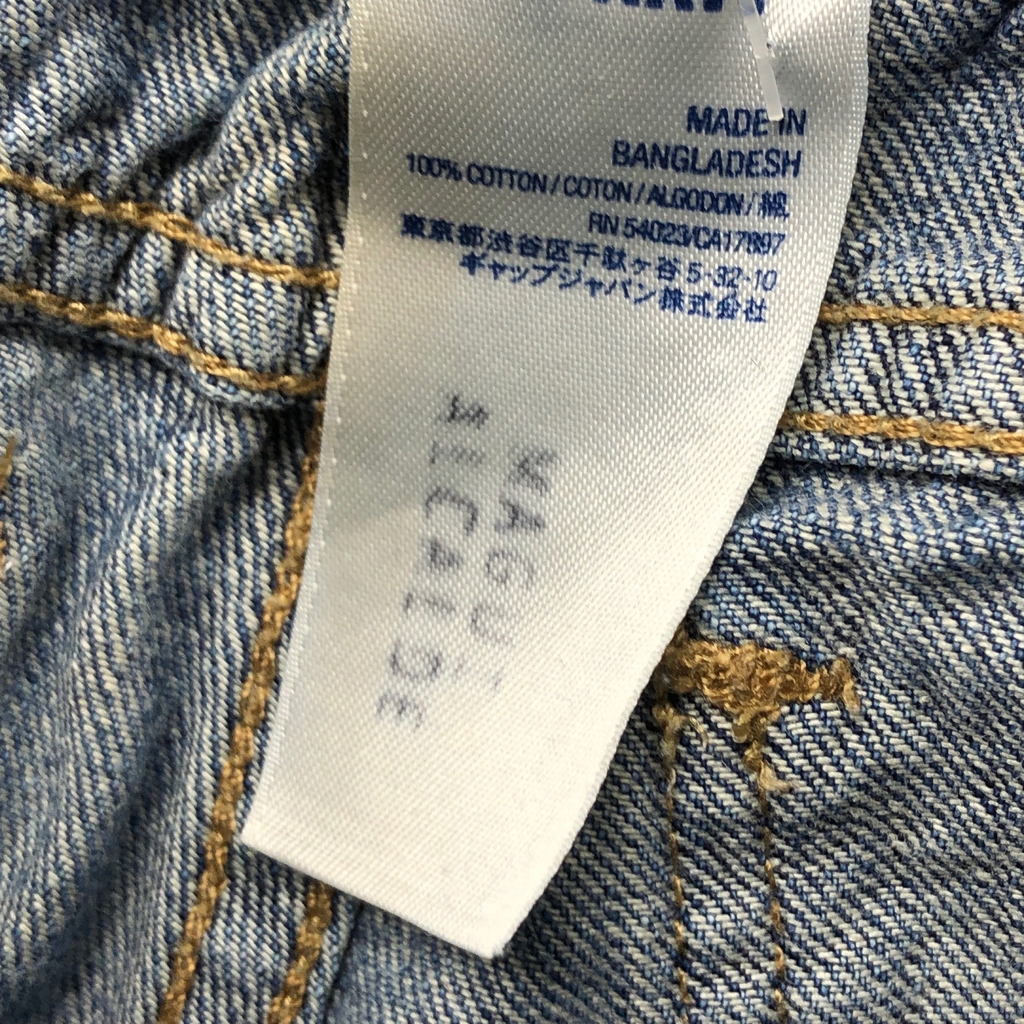 MADE IN
BANGLADESH
100% COTTON / COTON / ALGODON / 綿
RN 54023/CA17897
東京都渋谷区千駄ヶ谷 5-32-10
ギャップジャパン株式会社
MAGUI